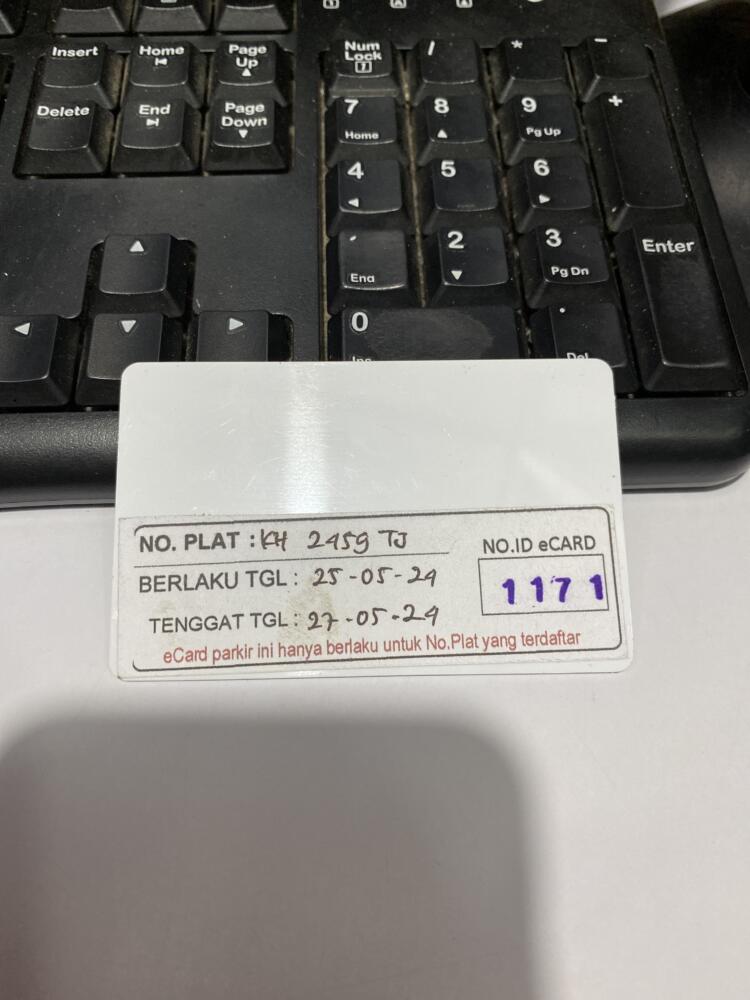 Insert Home Page Up
Num Lock / * -
Delete End Page Down
7 Home 8 9 Pg Up +
4 5 6
End 2 3 Pg Dn Enter
0 Ins . Del
NO. PLAT : KH 2459 TJ
BERLAKU TGL : 25-05-24
TENGGAT TGL : 27-05-24
NO.ID eCARD
1171
eCard parkir ini hanya berlaku untuk No.Plat yang terdaftar